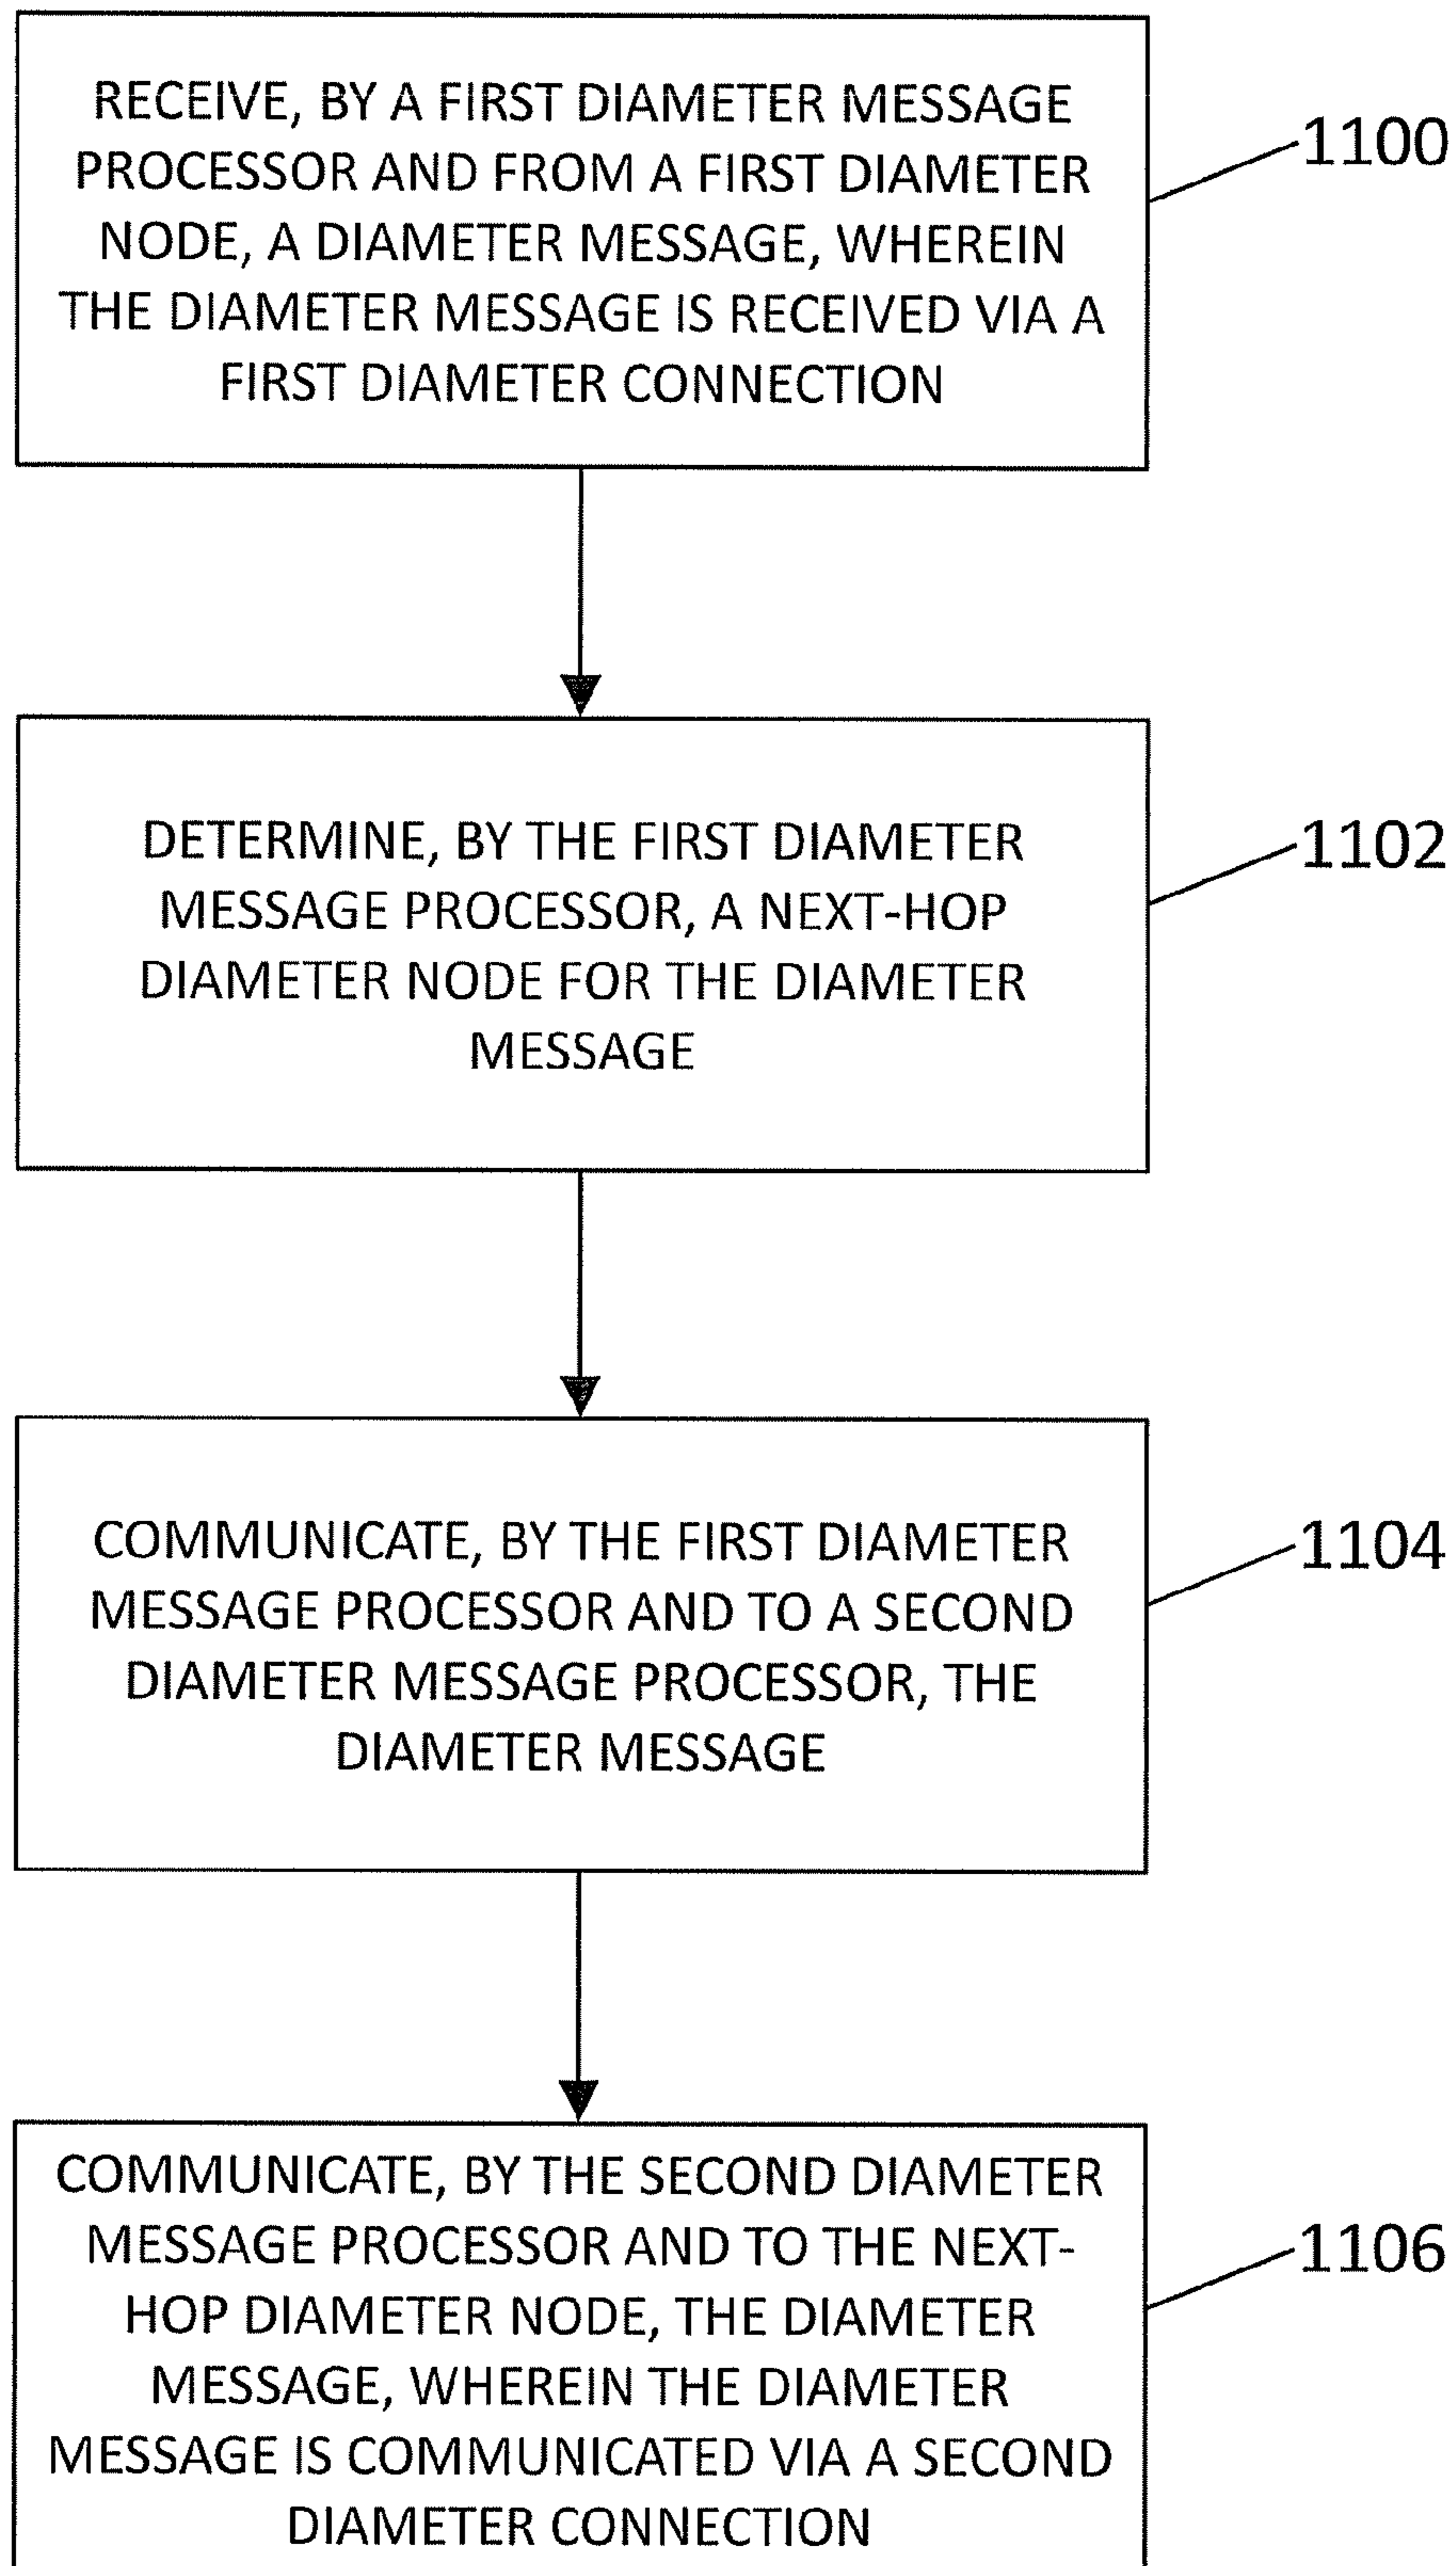 RECEIVE, BY A FIRST DIAMETER MESSAGE
PROCESSOR AND FROM A FIRST DIAMETER
NODE, A DIAMETER MESSAGE, WHEREIN
THE DIAMETER MESSAGE IS RECEIVED VIA A
FIRST DIAMETER CONNECTION
1100
DETERMINE, BY THE FIRST DIAMETER
MESSAGE PROCESSOR, A NEXT-HOP
DIAMETER NODE FOR THE DIAMETER
MESSAGE
1102
COMMUNICATE, BY THE FIRST DIAMETER
MESSAGE PROCESSOR AND TO A SECOND
DIAMETER MESSAGE PROCESSOR, THE
DIAMETER MESSAGE
1104
COMMUNICATE, BY THE SECOND DIAMETER
MESSAGE PROCESSOR AND TO THE NEXT-
HOP DIAMETER NODE, THE DIAMETER
MESSAGE, WHEREIN THE DIAMETER
MESSAGE IS COMMUNICATED VIA A SECOND
DIAMETER CONNECTION
1106